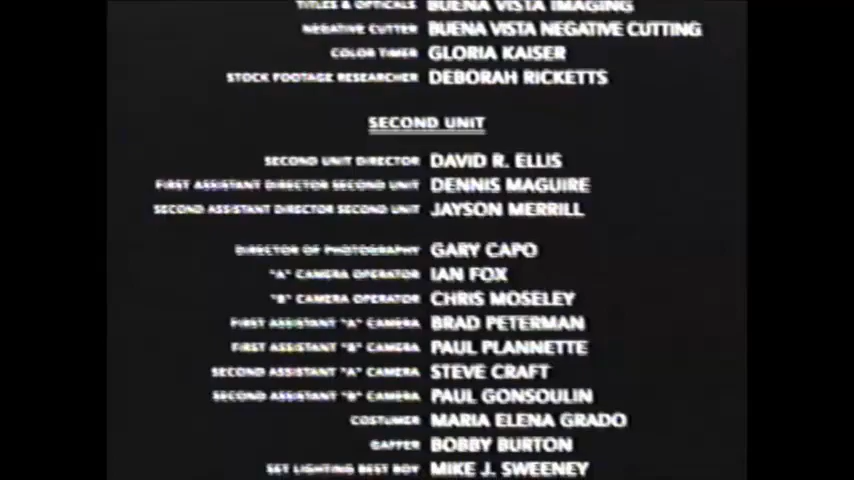 TITLES & OPTICALS BUENA VISTA IMAGING
NEGATIVE CUTTER BUENA VISTA NEGATIVE CUTTING
COLOR TIMER GLORIA KAISER
STOCK FOOTAGE RESEARCHER DEBORAH RICKETTS
SECOND UNIT
SECOND UNIT DIRECTOR DAVID R. ELLIS
FIRST ASSISTANT DIRECTOR SECOND UNIT DENNIS MAGUIRE
SECOND ASSISTANT DIRECTOR SECOND UNIT JAYSON MERRILL
DIRECTOR OF PHOTOGRAPHY GARY CAPO
"A" CAMERA OPERATOR IAN FOX
"B" CAMERA OPERATOR CHRIS MOSELEY
FIRST ASSISTANT "A" CAMERA BRAD PETERMAN
FIRST ASSISTANT "B" CAMERA PAUL PLANNETTE
SECOND ASSISTANT "A" CAMERA STEVE CRAFT
SECOND ASSISTANT "B" CAMERA PAUL GONSOULIN
COSTUMER MARIA ELENA GRADO
GAFFER BOBBY BURTON
SET LIGHTING BEST BOY MIKE J. SWEENEY